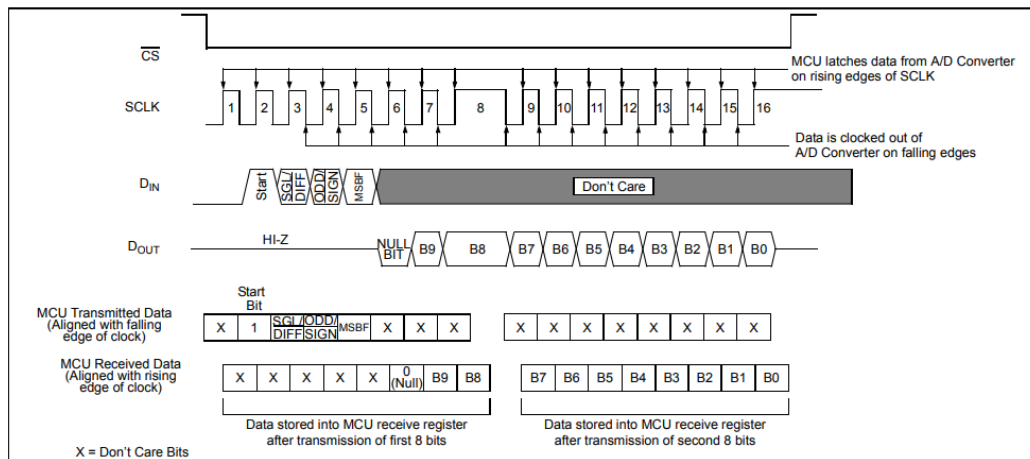 CS
MCU latches data from A/D Converter
on rising edges of SCLK
SCLK
1 2 3 4 5 6 7 8 9 10 11 12 13 14 15 16
Data is clocked out of
A/D Converter on falling edges
DIN
Start SGL/DIFF ODD/SIGN MSBF Don't Care
DOUT
HI-Z NULL BIT B9 B8 B7 B6 B5 B4 B3 B2 B1 B0
Start
Bit
MCU Transmitted Data
(Aligned with falling
edge of clock)
X 1 SGL/DIFF ODD/SIGN MSBF X X X X X X X X X X X
MCU Received Data
(Aligned with rising
edge of clock)
X X X X X 0 (Null) B9 B8 B7 B6 B5 B4 B3 B2 B1 B0
Data stored into MCU receive register
after transmission of first 8 bits
Data stored into MCU receive register
after transmission of second 8 bits
X = Don't Care Bits